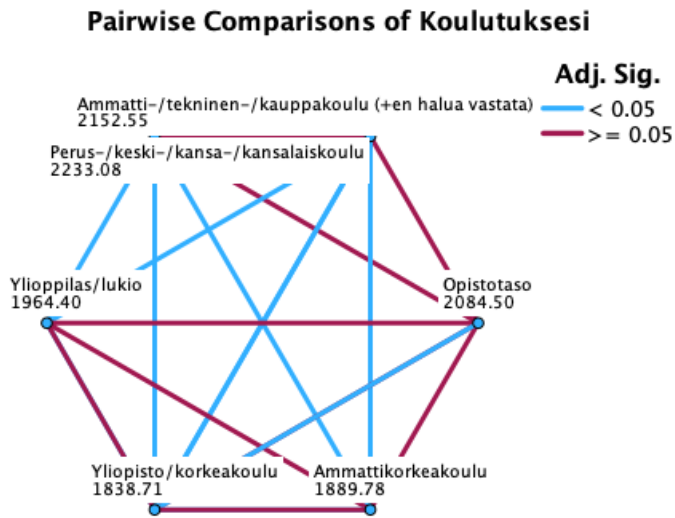 Pairwise Comparisons of Koulutuksesi
Adj. Sig.
< 0.05
>= 0.05
Ammatti-/tekninen-/kauppakoulu (+en halua vastata)
2152.55
Perus-/keski-/kansa-/kansalaiskoulu
2233.08
Ylioppilas/lukio
1964.40
Opistotaso
2084.50
Yliopisto/korkeakoulu
1838.71
Ammattikorkeakoulu
1889.78